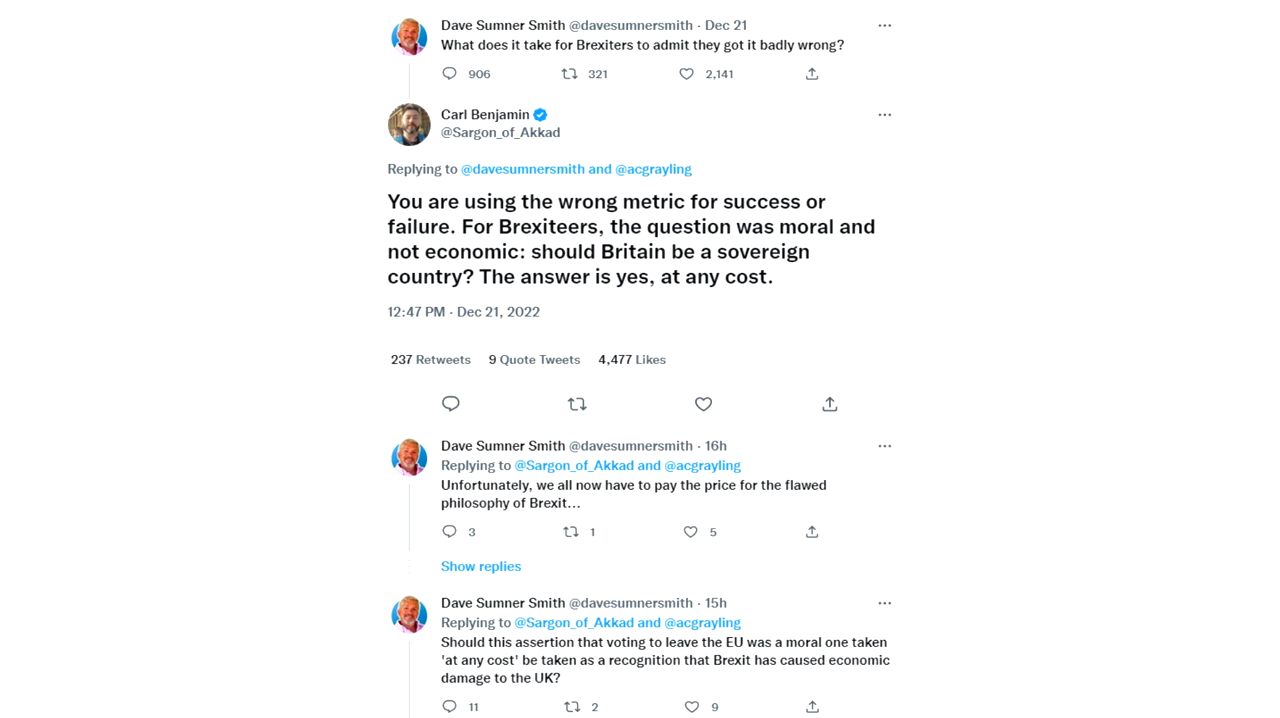 Dave Sumner Smith @davesumnersmith · Dec 21
What does it take for Brexiters to admit they got it badly wrong?
906 321 2,141
Carl Benjamin
@Sargon_of_Akkad
Replying to @davesumnersmith and @acgrayling
You are using the wrong metric for success or
failure. For Brexiteers, the question was moral and
not economic: should Britain be a sovereign
country? The answer is yes, at any cost.
12:47 PM · Dec 21, 2022
237 Retweets 9 Quote Tweets 4,477 Likes
Dave Sumner Smith @davesumnersmith · 16h
Replying to @Sargon_of_Akkad and @acgrayling
Unfortunately, we all now have to pay the price for the flawed
philosophy of Brexit...
3 1 5
Show replies
Dave Sumner Smith @davesumnersmith · 15h
Replying to @Sargon_of_Akkad and @acgrayling
Should this assertion that voting to leave the EU was a moral one taken
'at any cost' be taken as a recognition that Brexit has caused economic
damage to the UK?
11 2 9